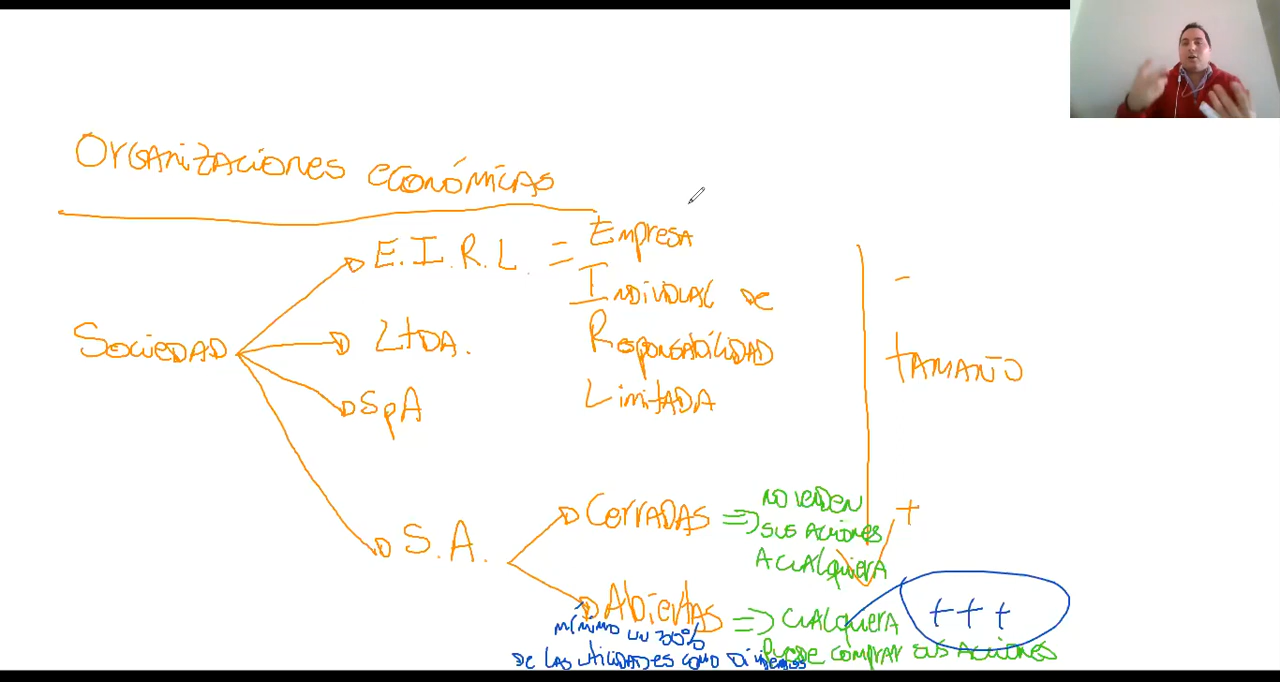 Organizaciones económicas
E.I.R.L. = Empresa
Individual de
Responsabilidad
Limitada
-
Sociedad
Ltda.
tamaño
SpA
+
S.A.
Cerradas => no venden
sus acciones
a cualquiera
Abiertas => cualquiera
puede comprar sus acciones
+++
mínimo un 30%
de las utilidades como